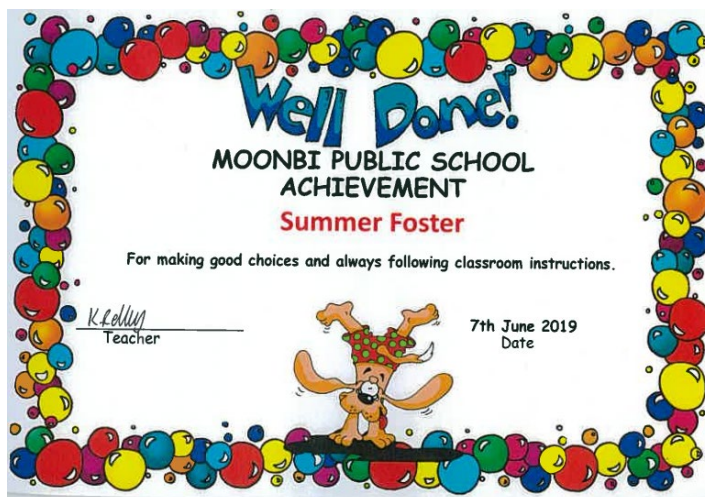 Well Done!
MOONBI PUBLIC SCHOOL
ACHIEVEMENT
Summer Foster
For making good choices and always following classroom instructions.
K Relly
Teacher
7th June 2019
Date